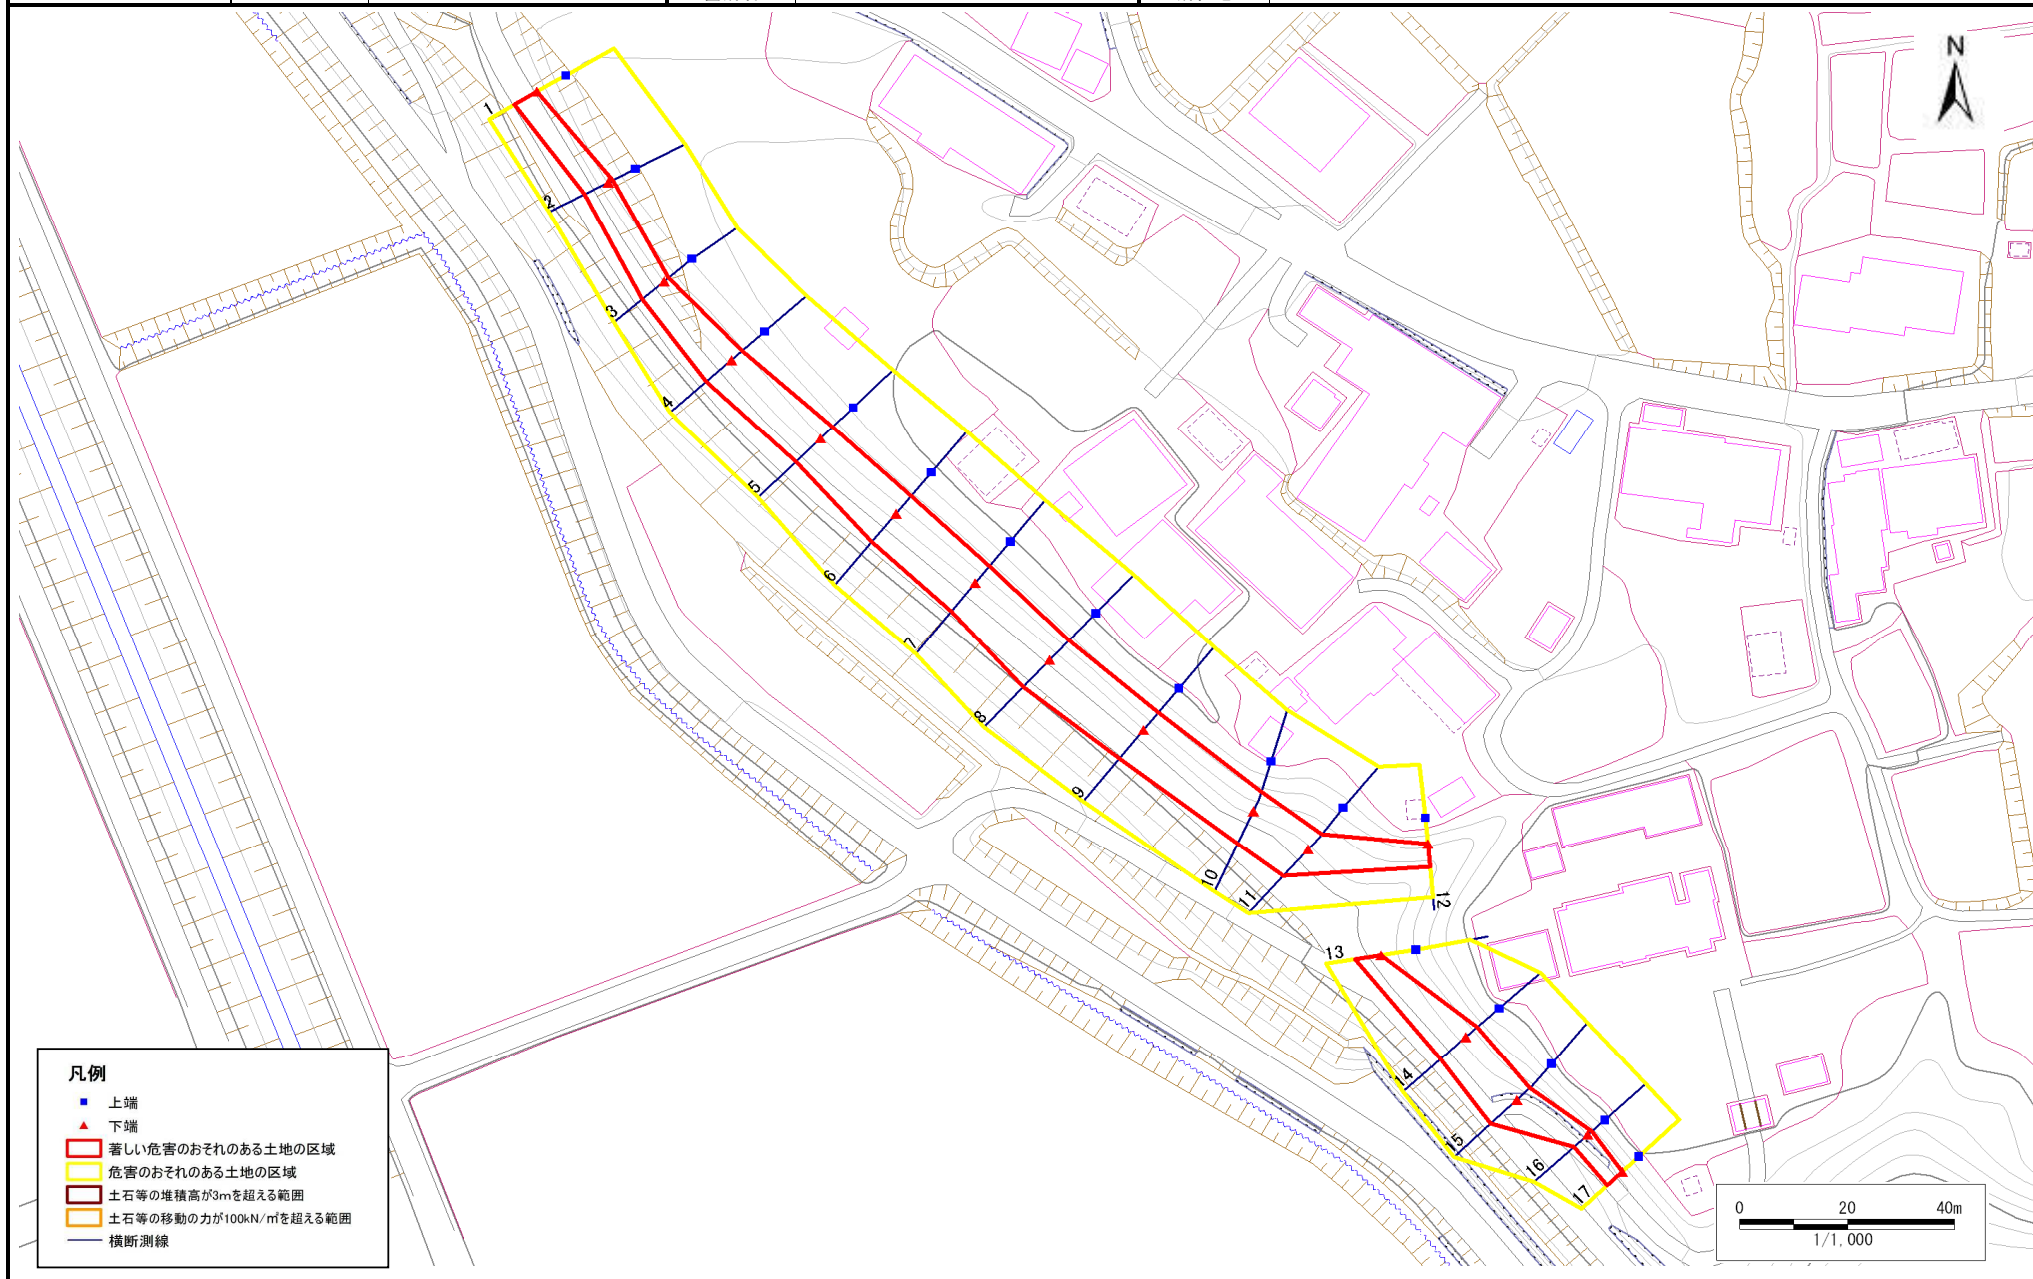 N
1
2
3
4
5
6
7
8
9
10
11
12
13
14
15
16
17
凡例
上端
下端
著しい危害のおそれのある土地の区域
危害のおそれのある土地の区域
土石等の堆積高が3mを超える範囲
土石等の移動の力が100kN/㎡を超える範囲
横断測線
0 20 40m
1/1,000